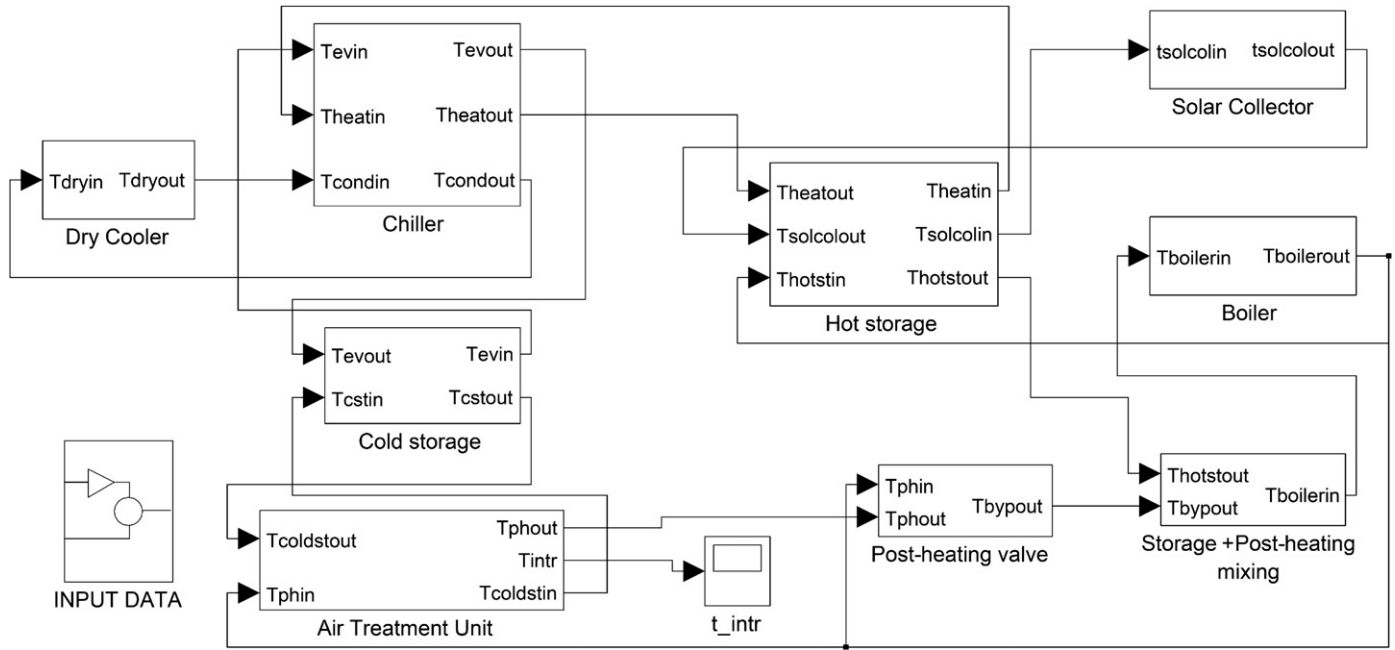 Tevin
Tevout
Theatin
Theatout
Tcondin
Tcondout
Chiller
tsolcolin
tsolcolout
Solar Collector
Tdryin
Tdryout
Dry Cooler
Theatout
Theatin
Tsolcolout
Tsolcolin
Thotstin
Thotstout
Hot storage
Tboilerin
Tboilerout
Boiler
Tevout
Tevin
Tcstin
Tcstout
Cold storage
INPUT DATA
Tcoldstout
Tphout
Tintr
Tphin
Tcoldstin
Air Treatment Unit
t_intr
Tphin
Tphout
Tbypout
Post-heating valve
Thotstout
Tbypout
Tboilerin
Storage +Post-heating
mixing